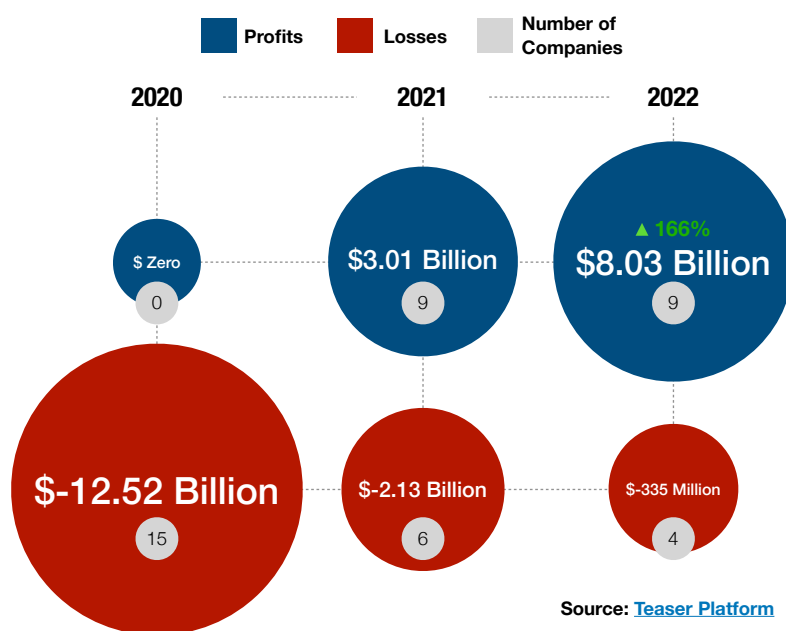 Profits
Losses
Number of
Companies
2020
2021
2022
$ Zero
0
$3.01 Billion
9
▲ 166%
$8.03 Billion
9
$-12.52 Billion
15
$-2.13 Billion
6
$-335 Million
4
Source: Teaser Platform